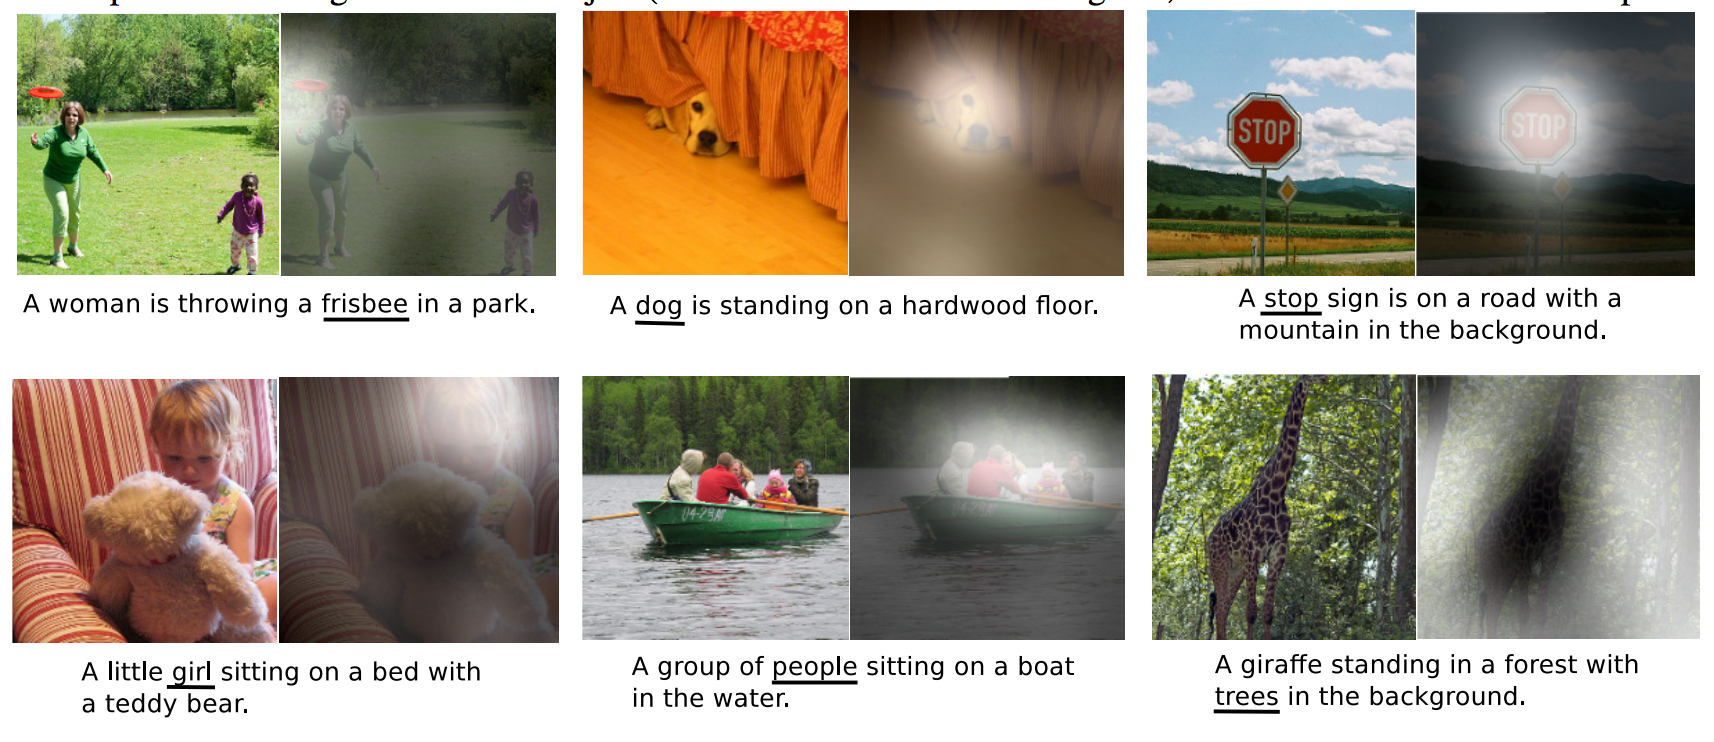 A woman is throwing a frisbee in a park.
A dog is standing on a hardwood floor.
STOP
STOP
A stop sign is on a road with a
mountain in the background.
A little girl sitting on a bed with
a teddy bear.
A group of people sitting on a boat
in the water.
A giraffe standing in a forest with
trees in the background.